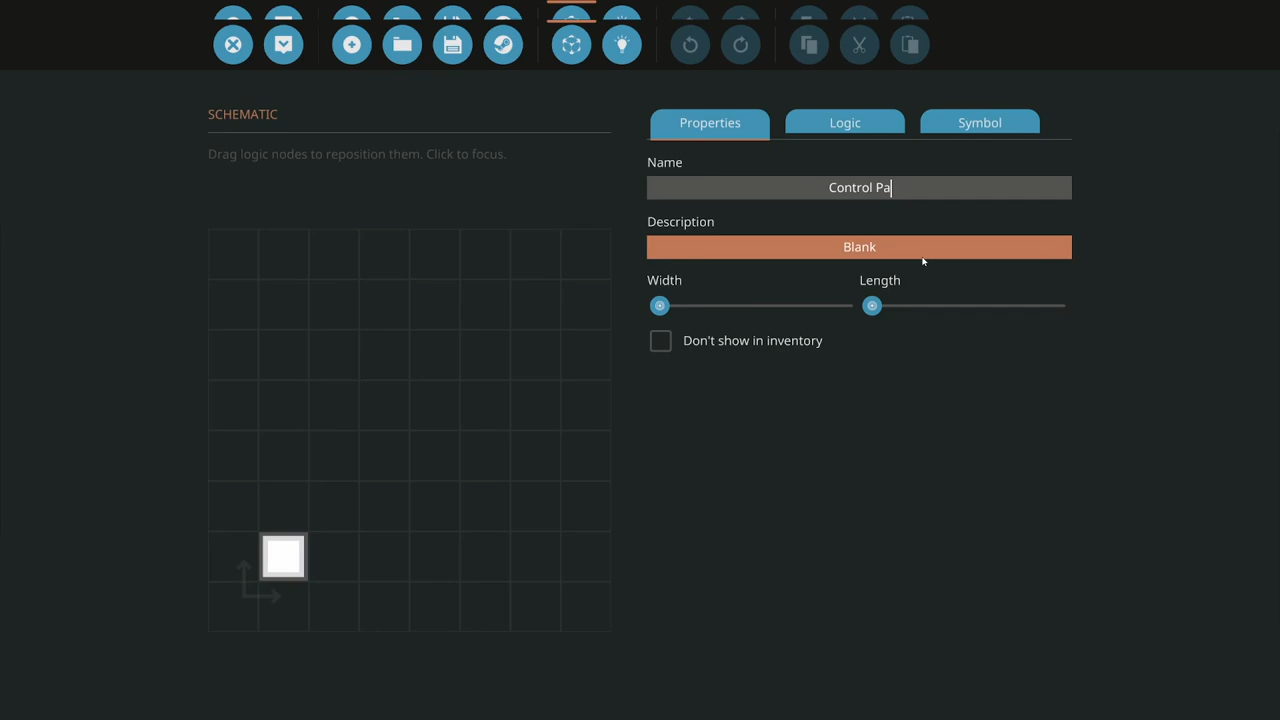 SCHEMATIC
Drag logic nodes to reposition them. Click to focus.
Properties
Logic
Symbol
Name
Control Pa
Description
Blank
Width
Length
Don't show in inventory